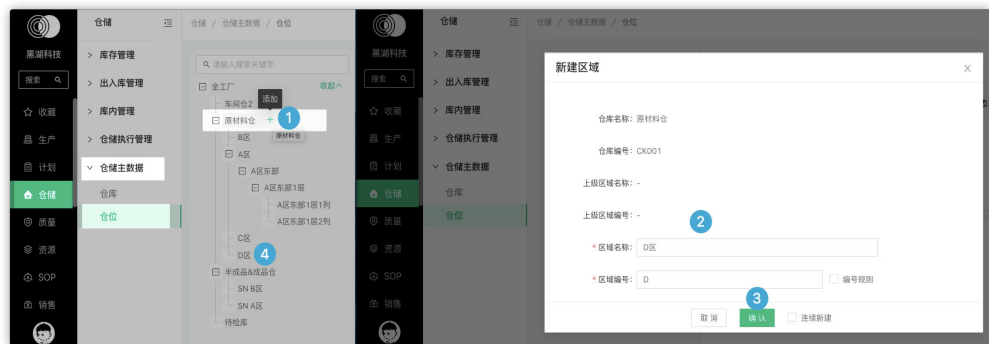 黑湖科技
搜索
收藏
生产
计划
仓储
质量
资源
SOP
销售
仓储
库存管理
出入库管理
库内管理
仓储执行管理
仓储主数据
仓库
仓位
仓储 / 仓储主数据 / 仓位
请输入搜索关键字
全工厂 收起
车间仓2 添加
原材料仓 + 1
B区 原材料仓
A区
A区东部
A区东部1层
A区东部1层1列
A区东部1层2列
C区
D区 4
半成品&成品仓
SN B区
SN A区
待检库
黑湖科技
搜索
收藏
生产
计划
仓储
质量
资源
SOP
销售
仓储
库存管理
出入库管理
库内管理
仓储执行管理
仓储主数据
仓库
仓位
仓储 / 仓储主数据 / 仓位
新建区域 X
仓库名称: 原材料仓
仓库编号: CK001
上级区域名称: -
上级区域编号: -
2
* 区域名称: D区
* 区域编号: D 编号规则
3
取消 确认 连续新建